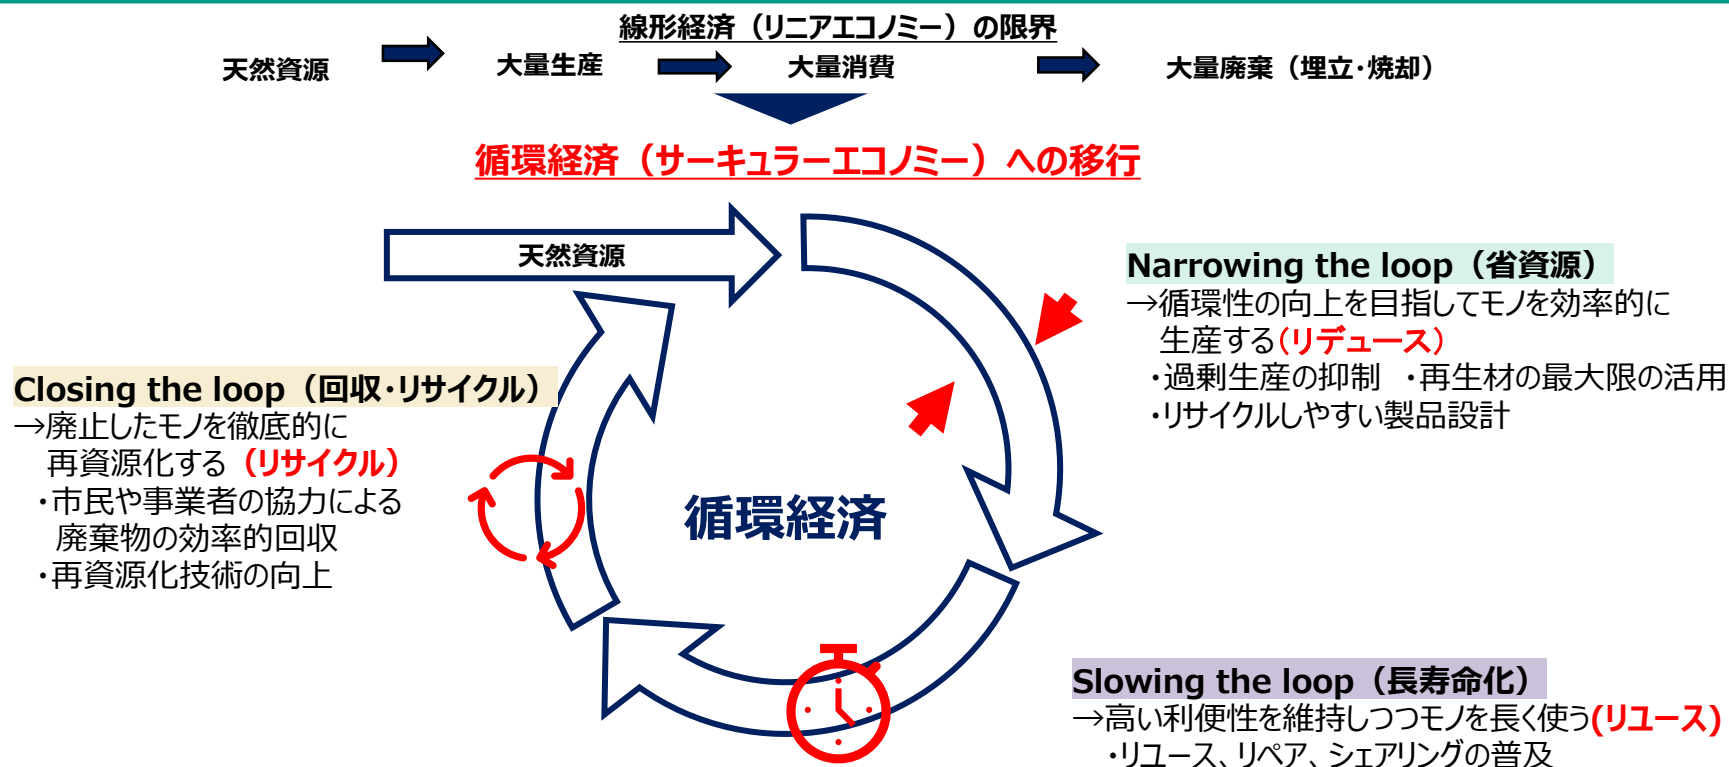 線形経済（リニアエコノミー）の限界
天然資源
大量生産
大量消費
大量廃棄（埋立・焼却）
循環経済（サーキュラーエコノミー）への移行
天然資源
Narrowing the loop（省資源）
→循環性の向上を目指してモノを効率的に
生産する（リデュース）
・過剰生産の抑制 ・再生材の最大限の活用
・リサイクルしやすい製品設計
Closing the loop（回収・リサイクル）
→廃止したモノを徹底的に
再資源化する（リサイクル）
・市民や事業者の協力による
廃棄物の効率的回収
・再資源化技術の向上
循環経済
Slowing the loop（長寿命化）
→高い利便性を維持しつつモノを長く使う(リユース)
・リユース、リペア、シェアリングの普及